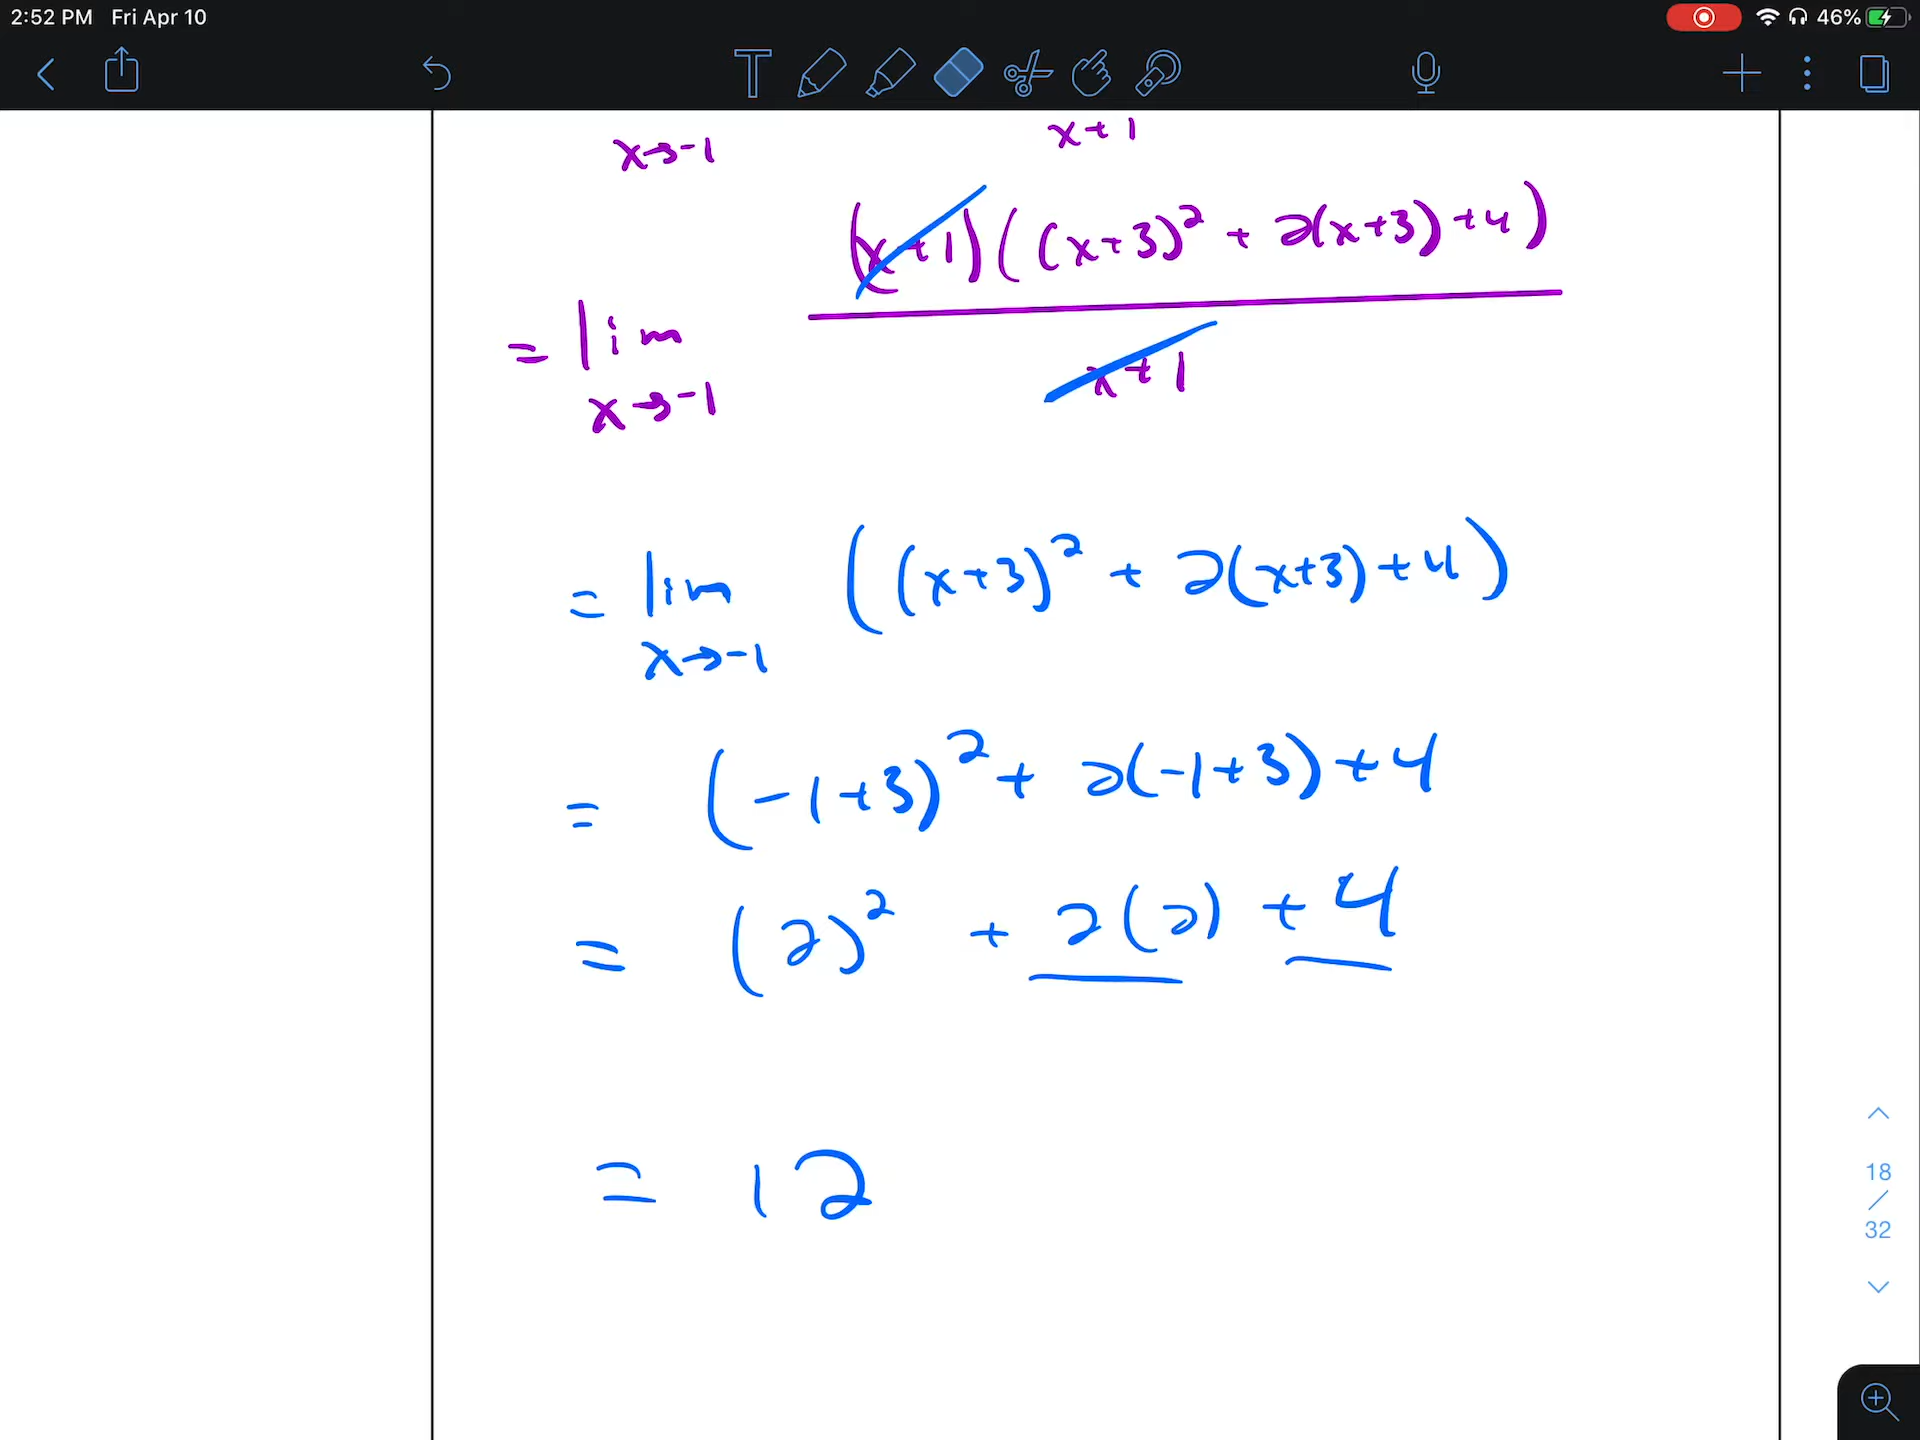 2:52 PM Fri Apr 10 46%
T
x→-1 x+1
(x+1)((x+3)² + 2(x+3)+4)
= lim
x→-1
x+1
= lim ((x+3)² + 2(x+3)+4)
x→-1
= (-1+3)² + 2(-1+3)+4
= (2)² + 2(2) + 4
= 12
18
/
32